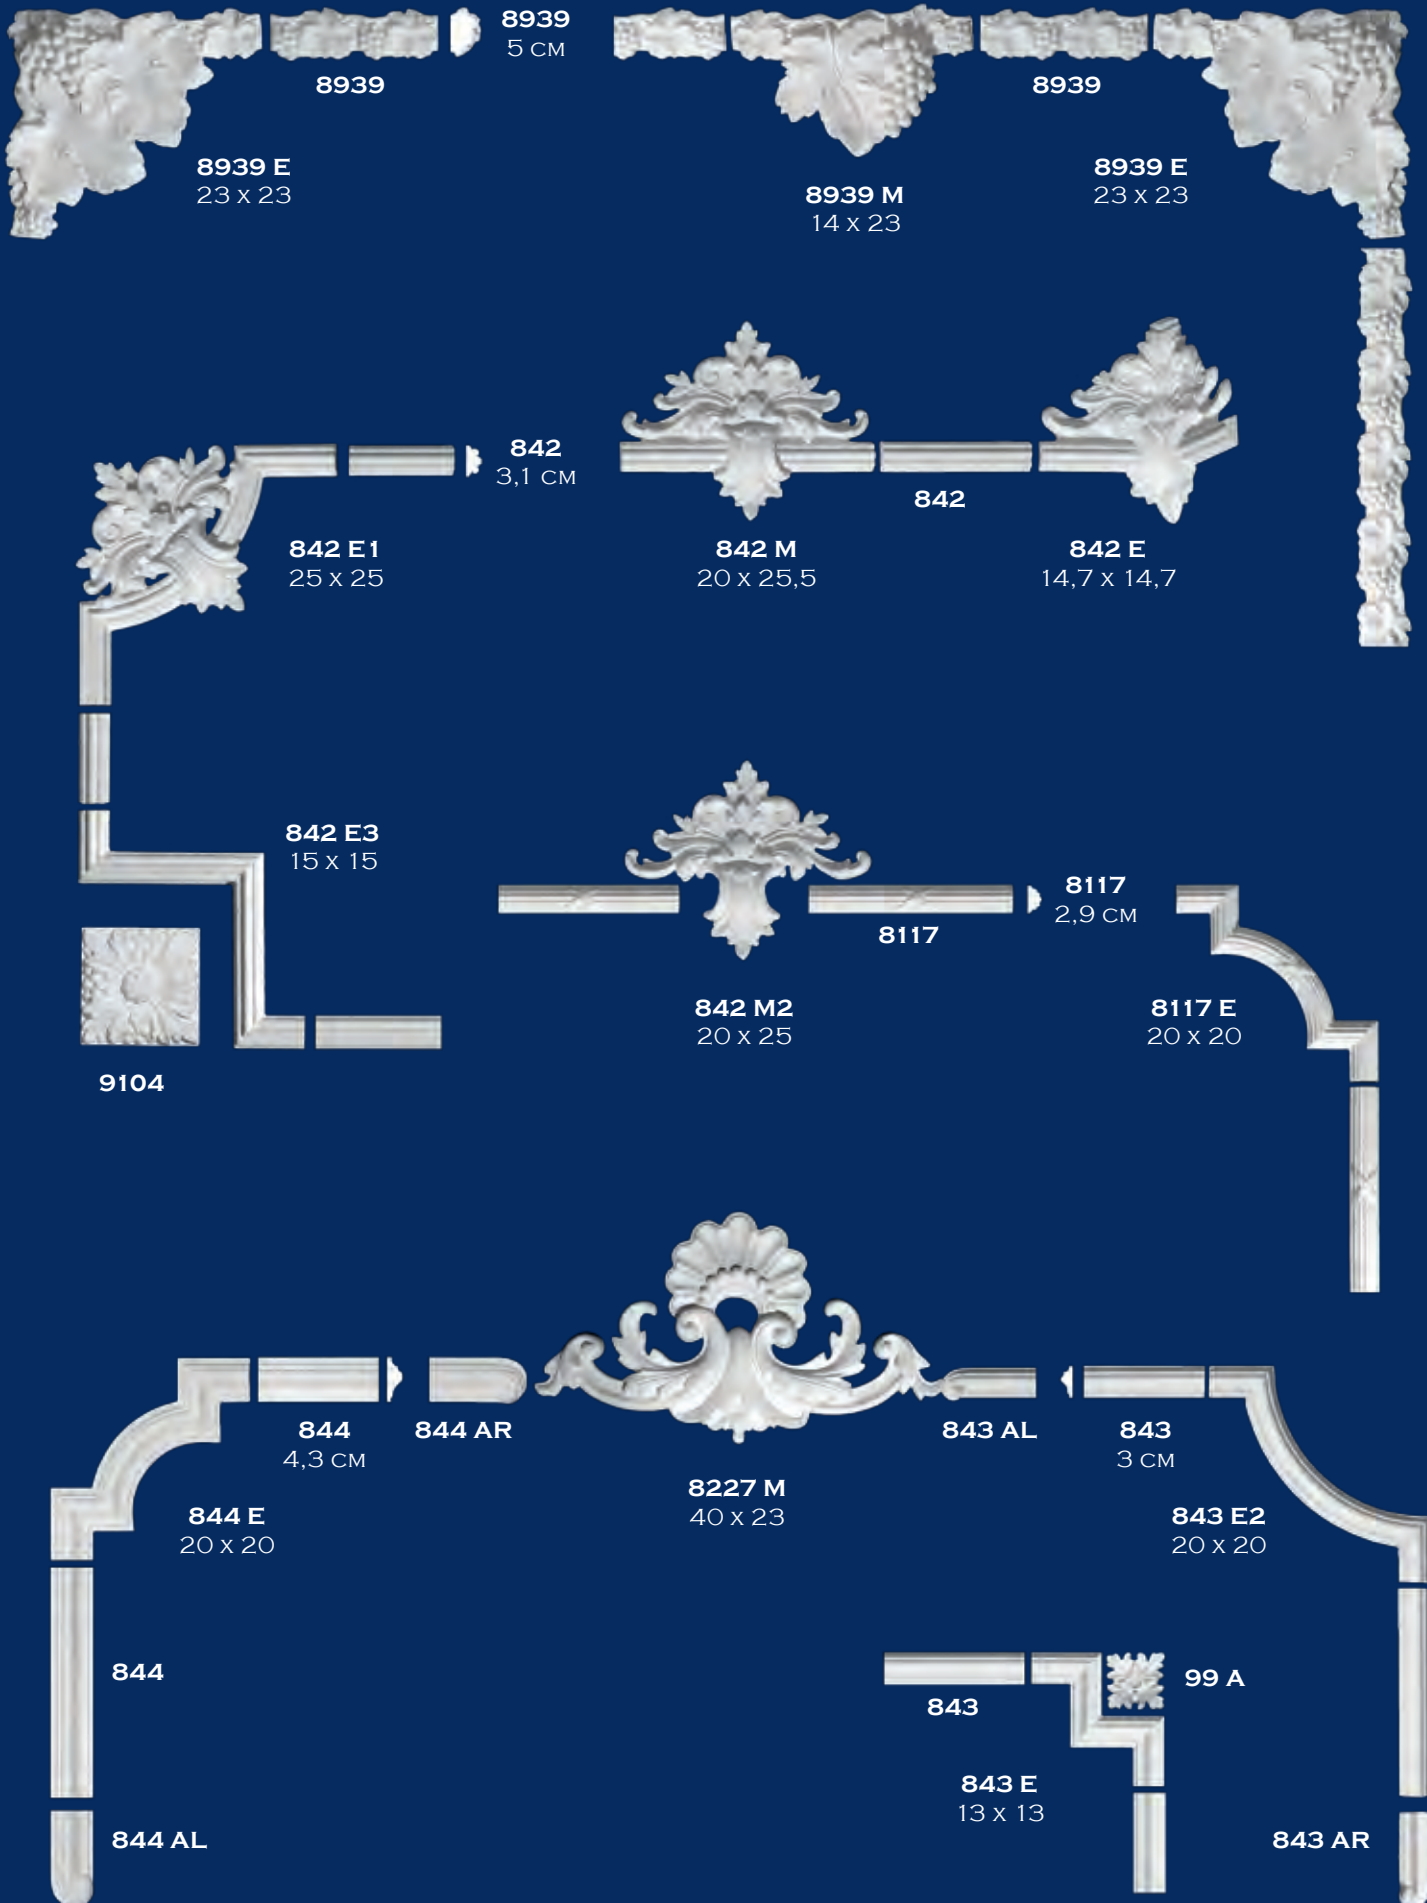 8939
5 CM
8939
8939
8939 E
23 X 23
8939 M
14 X 23
8939 E
23 X 23
842
3,1 CM
842
842 E1
25 X 25
842 M
20 X 25,5
842 E
14,7 X 14,7
842 E3
15 X 15
8117
2,9 CM
8117
842 M2
20 X 25
8117 E
20 X 20
9104
844
4,3 CM
844 AR
843 AL
843
3 CM
8227 M
40 X 23
844 E
20 X 20
843 E2
20 X 20
844
99 A
843
843 E
13 X 13
844 AL
843 AR